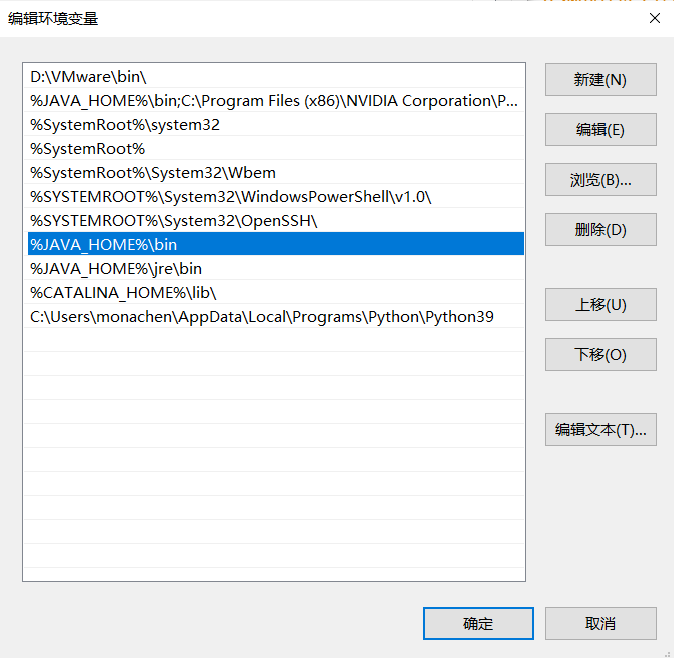 编辑环境变量
D:\VMware\bin\
%JAVA_HOME%\bin;C:\Program Files (x86)\NVIDIA Corporation\P...
%SystemRoot%\system32
%SystemRoot%
%SystemRoot%\System32\Wbem
%SYSTEMROOT%\System32\WindowsPowerShell\v1.0\
%SYSTEMROOT%\System32\OpenSSH\
%JAVA_HOME%\bin
%JAVA_HOME%\jre\bin
%CATALINA_HOME%\lib\
C:\Users\monachen\AppData\Local\Programs\Python\Python39
新建(N)
编辑(E)
浏览(B)...
删除(D)
上移(U)
下移(O)
编辑文本(T)...
确定
取消